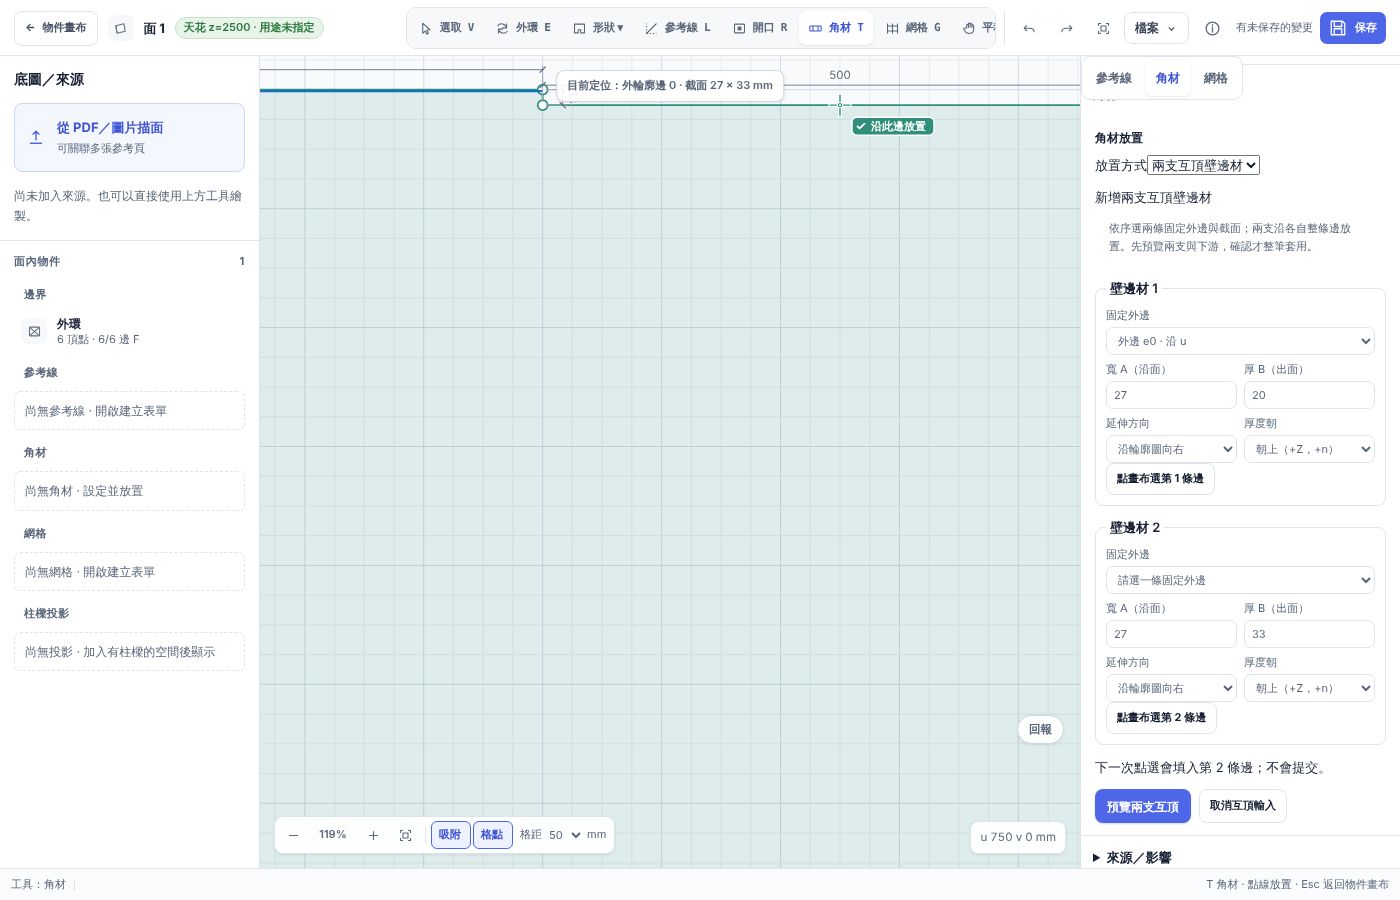 物件畫布
面 1
天花 z=2500 · 用途未指定
選取 V
外環 E
形狀 ▾
參考線 L
開口 R
角材 T
網格 G
檔案
有未保存的變更
保存
底圖／來源
從 PDF／圖片描面
可關聯多張參考頁
尚未加入來源。也可以直接使用上方工具繪
製。
面內物件 1
邊界
外環
6 頂點 · 6/6 邊 F
參考線
尚無參考線 · 開啟建立表單
角材
尚無角材 · 設定並放置
網格
尚無網格 · 開啟建立表單
柱樑投影
尚無投影 · 加入有柱樑的空間後顯示
目前定位：外輪廓邊 0 · 截面 27 × 33 mm
500
沿此邊放置
回報
119%
吸附
格點
格距 50 mm
u 750 v 0 mm
參考線
角材
網格
角材放置
放置方式 兩支互頂壁邊材
新增兩支互頂壁邊材
依序選兩條固定外邊與截面；兩支沿各自整條邊放
置。先預覽兩支與下游，確認才整筆套用。
壁邊材 1
固定外邊
外邊 e0 · 沿 u
寬 A（沿面） 厚 B（出面）
27 20
延伸方向 厚度朝
沿輪廓圖向右 朝上（+Z，+n）
點畫布選第 1 條邊
壁邊材 2
固定外邊
請選一條固定外邊
寬 A（沿面） 厚 B（出面）
27 33
延伸方向 厚度朝
沿輪廓圖向右 朝上（+Z，+n）
點畫布選第 2 條邊
下一次點選會填入第 2 條邊；不會提交。
預覽兩支互頂
取消互頂輸入
來源／影響
工具：角材
T 角材 · 點線放置 · Esc 返回物件畫布